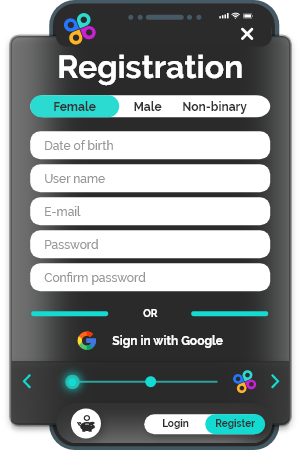 Registration
Female Male Non-binary
Date of birth
User name
E-mail
Password
Confirm password
OR
Sign in with Google
Login Register